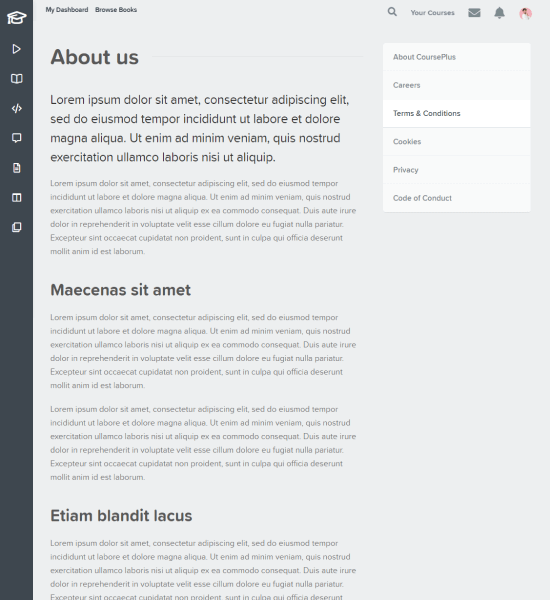 My Dashboard Browse Books
Your Courses
About us
Lorem ipsum dolor sit amet, consectetur adipiscing elit,
sed do eiusmod tempor incididunt ut labore et dolore
magna aliqua. Ut enim ad minim veniam, quis nostrud
exercitation ullamco laboris nisi ut aliquip.
Lorem ipsum dolor sit amet, consectetur adipiscing elit, sed do eiusmod tempor
incididunt ut labore et dolore magna aliqua. Ut enim ad minim veniam, quis nostrud
exercitation ullamco laboris nisi ut aliquip ex ea commodo consequat. Duis aute irure
dolor in reprehenderit in voluptate velit esse cillum dolore eu fugiat nulla pariatur.
Excepteur sint occaecat cupidatat non proident, sunt in culpa qui officia deserunt
mollit anim id est laborum.
Maecenas sit amet
Lorem ipsum dolor sit amet, consectetur adipiscing elit, sed do eiusmod tempor
incididunt ut labore et dolore magna aliqua. Ut enim ad minim veniam, quis nostrud
exercitation ullamco laboris nisi ut aliquip ex ea commodo consequat. Duis aute irure
dolor in reprehenderit in voluptate velit esse cillum dolore eu fugiat nulla pariatur.
Excepteur sint occaecat cupidatat non proident, sunt in culpa qui officia deserunt
mollit anim id est laborum.
Lorem ipsum dolor sit amet, consectetur adipiscing elit, sed do eiusmod tempor
incididunt ut labore et dolore magna aliqua. Ut enim ad minim veniam, quis nostrud
exercitation ullamco laboris nisi ut aliquip ex ea commodo consequat. Duis aute irure
dolor in reprehenderit in voluptate velit esse cillum dolore eu fugiat nulla pariatur.
Excepteur sint occaecat cupidatat non proident, sunt in culpa qui officia deserunt
mollit anim id est laborum.
Etiam blandit lacus
Lorem ipsum dolor sit amet, consectetur adipiscing elit, sed do eiusmod tempor
incididunt ut labore et dolore magna aliqua. Ut enim ad minim veniam, quis nostrud
exercitation ullamco laboris nisi ut aliquip ex ea commodo consequat. Duis aute irure
dolor in reprehenderit in voluptate velit esse cillum dolore eu fugiat nulla pariatur.
Excepteur sint occaecat cupidatat non proident, sunt in culpa qui officia deserunt
About CoursePlus
Careers
Terms & Conditions
Cookies
Privacy
Code of Conduct